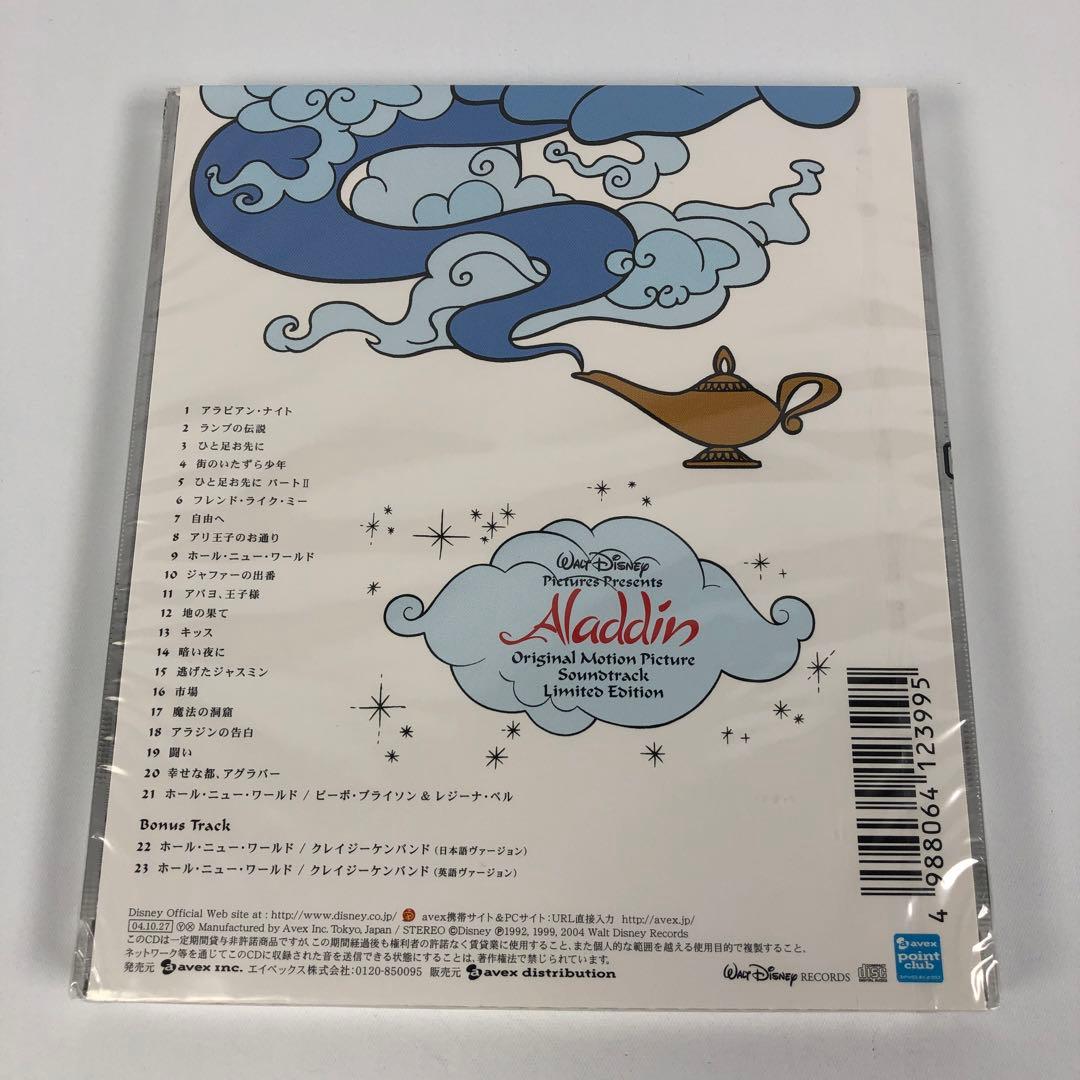 1 アラビアン・ナイト
2 ランプの伝説
3 ひと足お先に
4 街のいたずら少年
5 ひと足お先に パートⅡ
6 フレンド・ライク・ミー
7 自由へ
8 アリ王子のお通り
9 ホール・ニュー・ワールド
10 ジャファーの出番
11 アバヨ、王子様
12 地の果て
13 キッス
14 暗い夜に
15 逃げたジャスミン
16 市場
17 魔法の洞窟
18 アラジンの告白
19 闘い
20 幸せな都、アグラバー
21 ホール・ニュー・ワールド / ピーボ・ブライソン & レジーナ・ベル
Bonus Track
22 ホール・ニュー・ワールド / クレイジーケンバンド (日本語ヴァージョン)
23 ホール・ニュー・ワールド / クレイジーケンバンド (英語ヴァージョン)
WALT DISNEY
Pictures Presents
Aladdin
Original Motion Picture
Soundtrack
Limited Edition
4 988064 123995
Disney Official Web site at : http://www.disney.co.jp/ avex携帯サイト&PCサイト:URL直接入力 http://avex.jp/
04.10.27 Ⓨ Ⓧ Manufactured by Avex Inc. Tokyo, Japan / STEREO ©Disney ℗1992, 1999, 2004 Walt Disney Records
このCDは一定期間貸与非許諾商品ですが、この期間経過後も権利者の許諾なく賃貸業に使用すること、また個人的な範囲を越える使用目的で複製すること、
ネットワーク等を通じてこのCDに収録された音を送信できる状態にすることは、著作権法で禁じられています。
発売元 avex inc. エイベックス株式会社:0120-850095 販売元 avex distribution
WALT DISNEY RECORDS
COMPACT disc DIGITAL AUDIO
avex
point
club